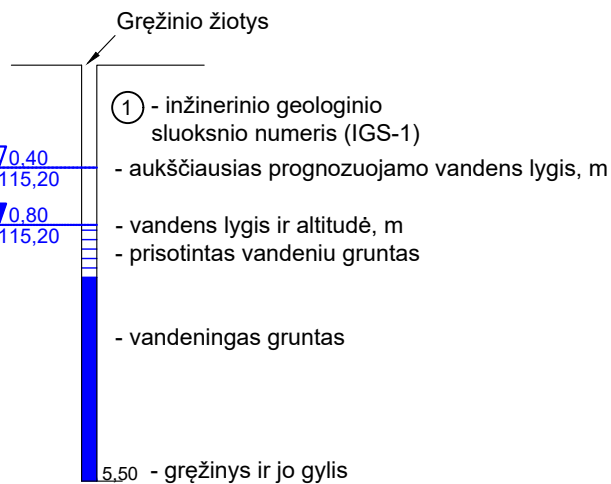 Gręžinio žiotys
1 - inžinerinio geologinio
sluoksnio numeris (IGS-1)
0,40
115,20
- aukščiausias prognozuojamo vandens lygis, m
0,80
115,20
- vandens lygis ir altitudė, m
- prisotintas vandeniu gruntas
- vandeningas gruntas
5,50 - gręžinys ir jo gylis